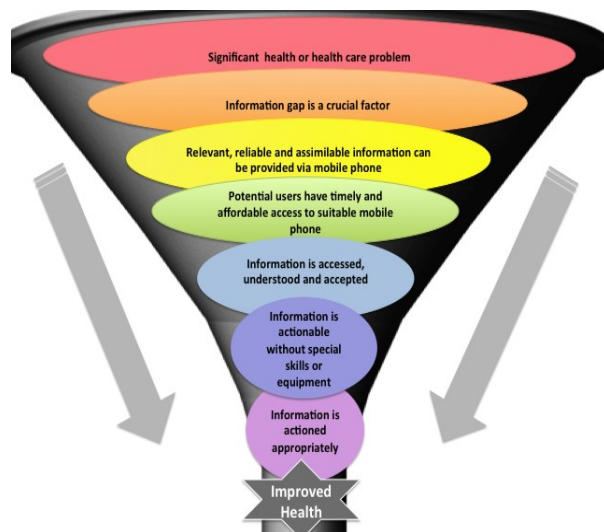 Significant health or health care problem
Information gap is a crucial factor
Relevant, reliable and assimilable information can
be provided via mobile phone
Potential users have timely and
affordable access to suitable mobile
phone
Information is accessed,
understood and accepted
Information is
actionable
without special
skills or
equipment
Information is
actioned
appropriately
Improved
Health